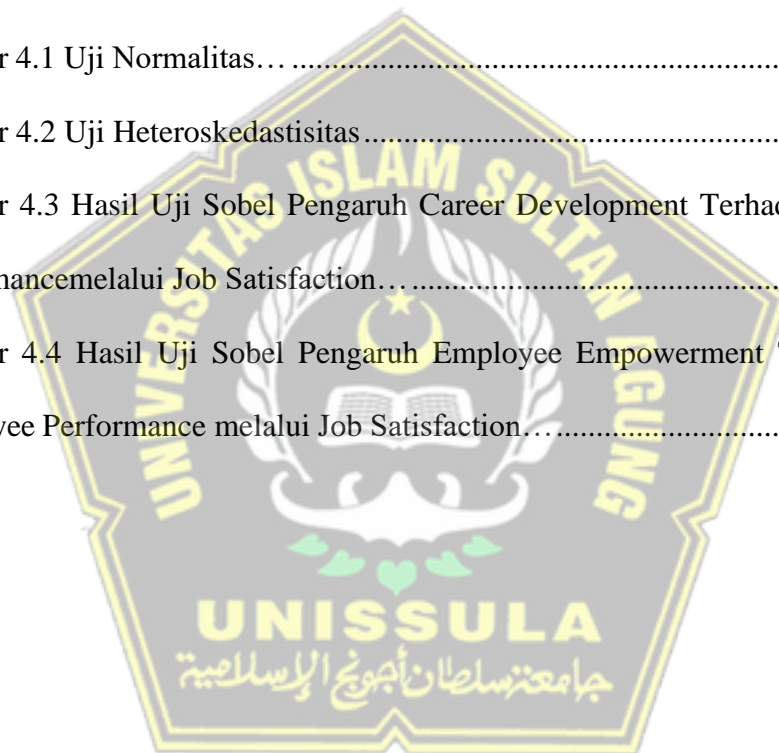 r 4.1 Uji Normalitas… ............................................................
r 4.2 Uji Heteroskedastisitas ............................................................
r 4.3 Hasil Uji Sobel Pengaruh Career Development Terhad
mancemelalui Job Satisfaction… ............................................................
r 4.4 Hasil Uji Sobel Pengaruh Employee Empowerment
yee Performance melalui Job Satisfaction… ............................................................
UNIVERSITAS ISLAM SULTAN AGUNG
UNISSULA
جامعة سلطان أجونج الإسلامية